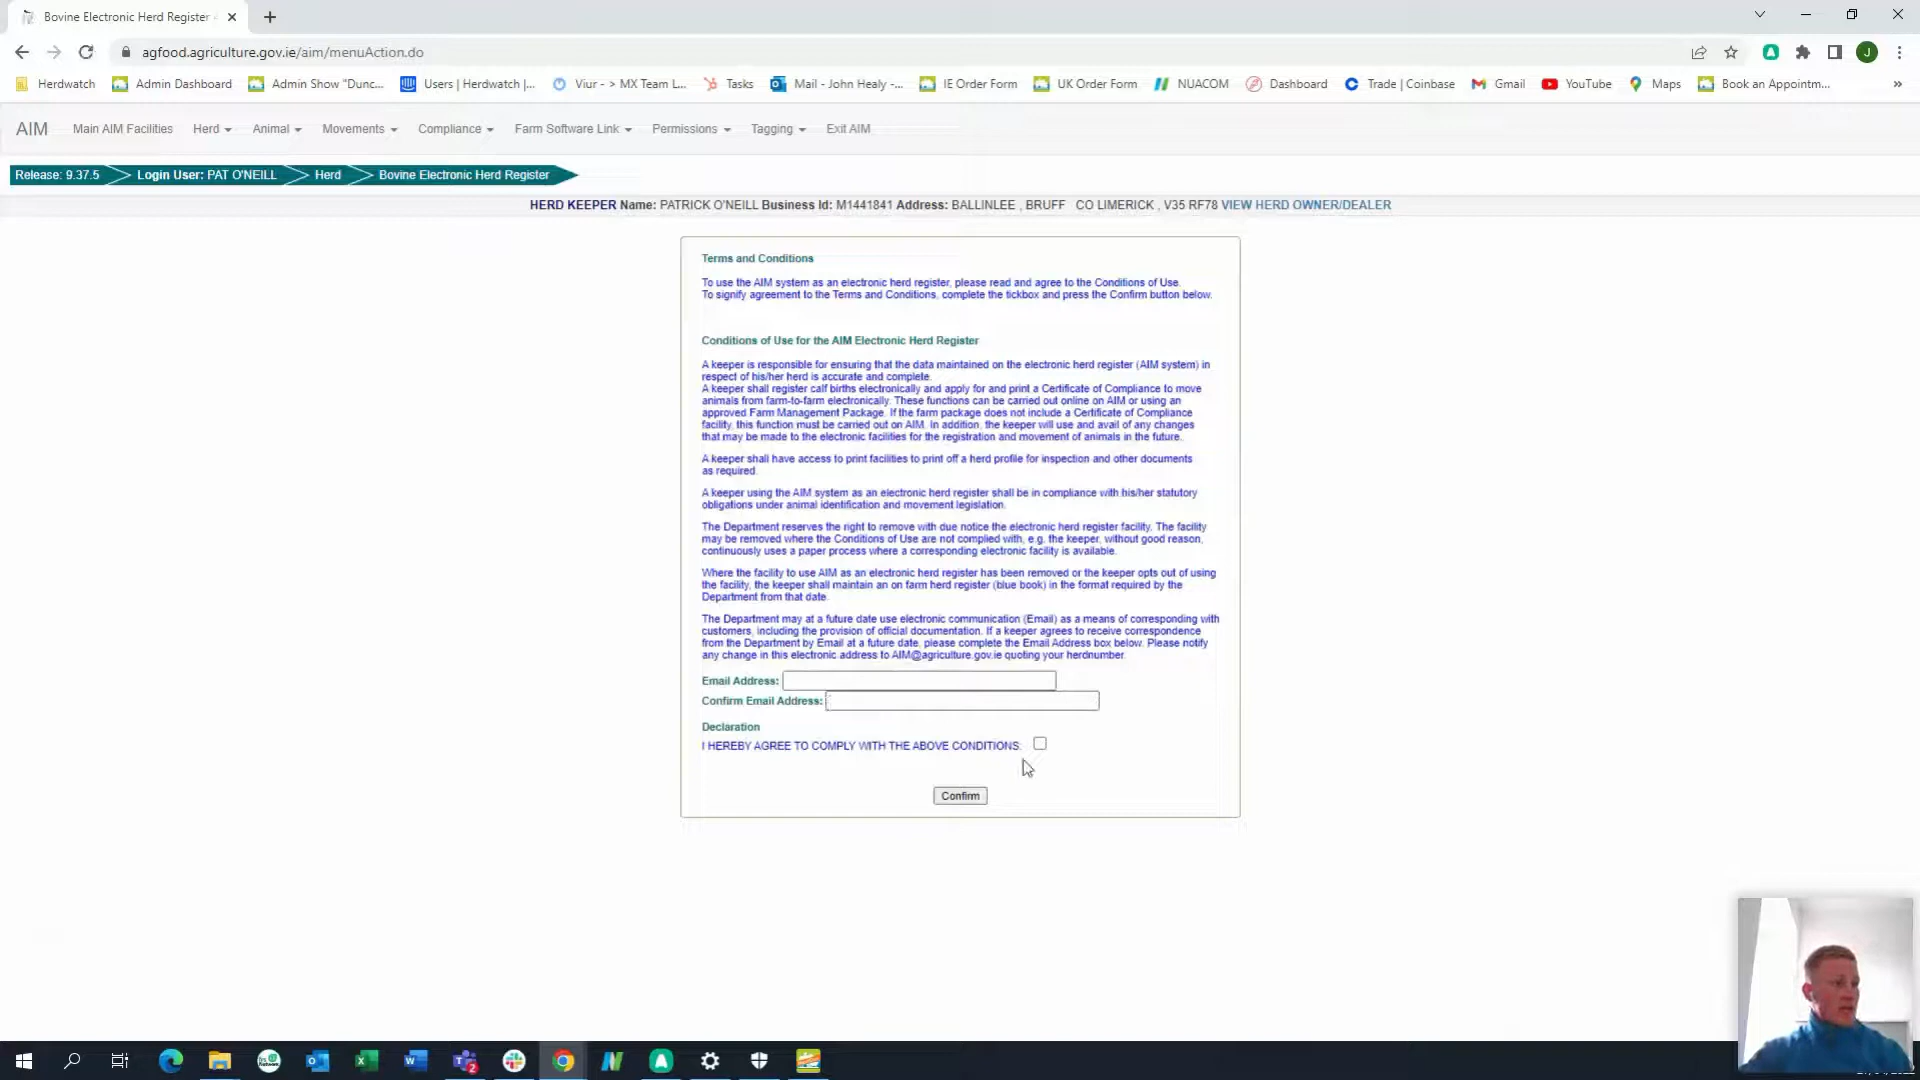 Bovine Electronic Herd Register
agfood.agriculture.gov.ie/aim/menuAction.do
J
Herdwatch
Admin Dashboard
Admin Show "Dunc...
Users | Herdwatch |...
Viur - > MX Team L...
Tasks
Mail - John Healy -...
IE Order Form
UK Order Form
NUACOM
Dashboard
Trade | Coinbase
Gmail
YouTube
Maps
Book an Appointm...
»
AIM
Main AIM Facilities
Herd
Animal
Movements
Compliance
Farm Software Link
Permissions
Tagging
Exit AIM
Release: 9.37.5
Login User: PAT O'NEILL
Herd
Bovine Electronic Herd Register
HERD KEEPER Name: PATRICK O'NEILL Business Id: M1441841 Address: BALLINLEE , BRUFF CO LIMERICK , V35 RF78 VIEW HERD OWNER/DEALER
Terms and Conditions
To use the AIM system as an electronic herd register, please read and agree to the Conditions of Use.
To signify agreement to the Terms and Conditions, complete the tickbox and press the Confirm button below.
Conditions of Use for the AIM Electronic Herd Register
A keeper is responsible for ensuring that the data maintained on the electronic herd register (AIM system) in
respect of his/her herd is accurate and complete.
A keeper shall register calf births electronically and apply for and print a Certificate of Compliance to move
animals from farm-to-farm electronically. These functions can be carried out online on AIM or using an
approved Farm Management Package. If the farm package does not include a Certificate of Compliance
facility, this function must be carried out on AIM. In addition, the keeper will use and avail of any changes
that may be made to the electronic facilities for the registration and movement of animals in the future.
A keeper shall have access to print facilities to print off a herd profile for inspection and other documents
as required.
A keeper using the AIM system as an electronic herd register shall be in compliance with his/her statutory
obligations under animal identification and movement legislation.
The Department reserves the right to remove with due notice the electronic herd register facility. The facility
may be removed where the Conditions of Use are not complied with, e.g. the keeper, without good reason,
continuously uses a paper process where a corresponding electronic facility is available.
Where the facility to use AIM as an electronic herd register has been removed or the keeper opts out of using
the facility, the keeper shall maintain an on farm herd register (blue book) in the format required by the
Department from that date.
The Department may at a future date use electronic communication (Email) as a means of corresponding with
customers, including the provision of official documentation. If a keeper agrees to receive correspondence
from the Department by Email at a future date, please complete the Email Address box below. Please notify
any change in this electronic address to AIM@agriculture.gov.ie quoting your herdnumber.
Email Address:
Confirm Email Address:
Declaration
I HEREBY AGREE TO COMPLY WITH THE ABOVE CONDITIONS:
Confirm